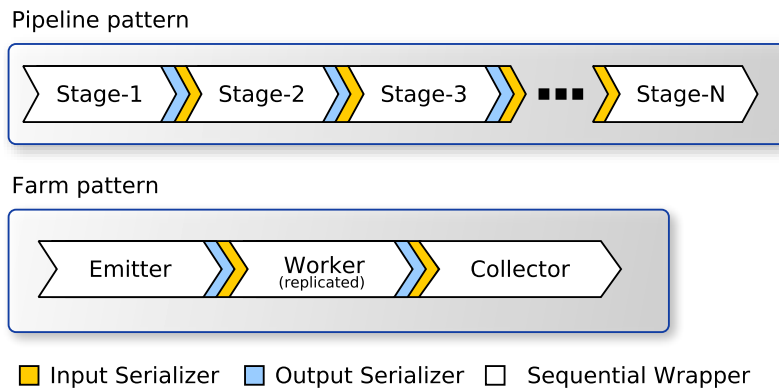 Pipeline pattern
Stage-1 Stage-2 Stage-3 Stage-N
Farm pattern
Emitter Worker Collector
(replicated)
Input Serializer Output Serializer Sequential Wrapper